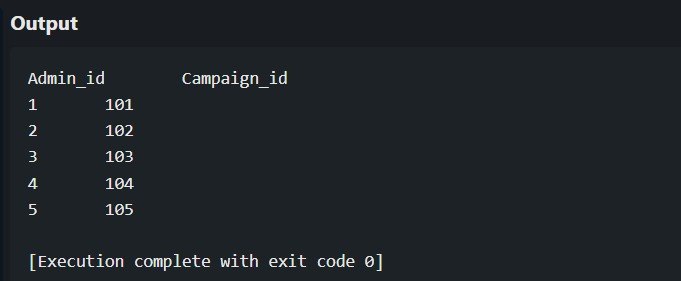 Output
Admin_id Campaign_id
1 101
2 102
3 103
4 104
5 105
[Execution complete with exit code 0]